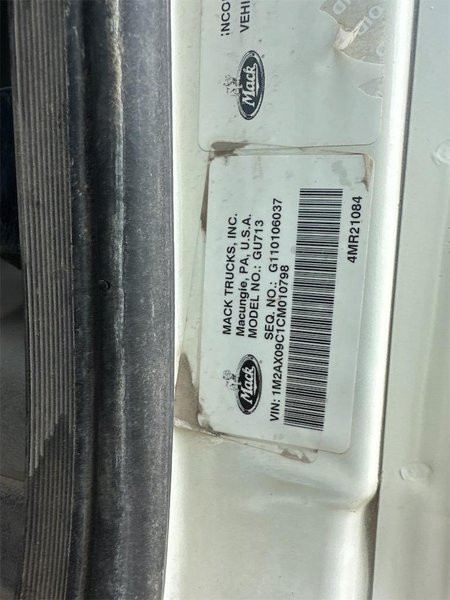 INCO
VEHI
Mack
MACK TRUCKS, INC.
Macungie, PA, U.S.A.
MODEL NO.: GU713
SEQ. NO.: G110106037
VIN: 1M2AX09C1CM010798
Mack
4MR21084